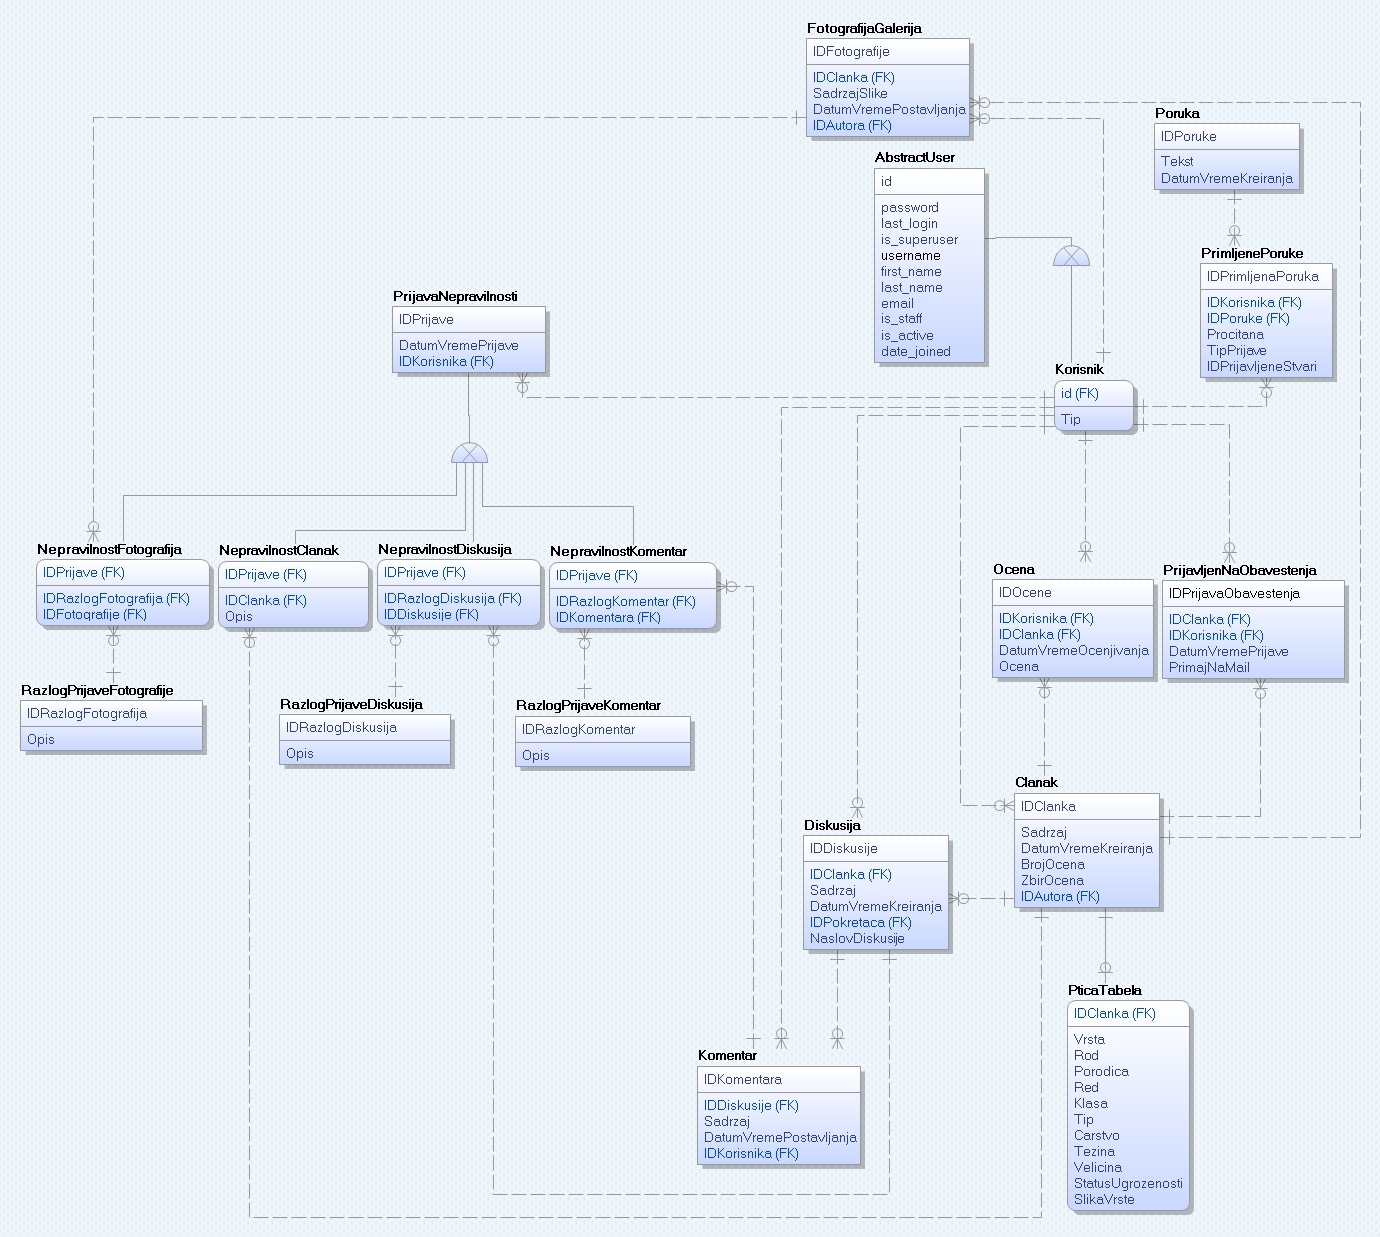 FotografijaGalerija
IDFotografije
IDClanka (FK)
SadrzajSlike
DatumVremePostavljanja
IDAutora (FK)
Poruka
IDPoruke
Tekst
DatumVremeKreiranja
AbstractUser
id
password
last_login
is_superuser
username
first_name
last_name
email
is_staff
is_active
date_joined
PrimljenePoruke
IDPrimljenaPoruka
IDKorisnika (FK)
IDPoruke (FK)
Procitana
TipPrijave
IDPrijavljeneStvari
PrijavaNepravilnosti
IDPrijave
DatumVremePrijave
IDKorisnika (FK)
Korisnik
id (FK)
Tip
NepravilnostFotografija
IDPrijave (FK)
IDRazlogFotografija (FK)
IDFotografije (FK)
NepravilnostClanak
IDPrijave (FK)
IDClanka (FK)
Opis
NepravilnostDiskusija
IDPrijave (FK)
IDRazlogDiskusija (FK)
IDDiskusije (FK)
NepravilnostKomentar
IDPrijave (FK)
IDRazlogKomentar (FK)
IDKomentara (FK)
Ocena
IDOcene
IDKorisnika (FK)
IDClanka (FK)
DatumVremeOcenjivanja
Ocena
PrijavljenNaObavestenja
IDPrijavaObavestenja
IDClanka (FK)
IDKorisnika (FK)
DatumVremePrijave
PrimajNaMail
RazlogPrijaveFotografije
IDRazlogFotografija
Opis
RazlogPrijaveDiskusija
IDRazlogDiskusija
Opis
RazlogPrijaveKomentar
IDRazlogKomentar
Opis
Clanak
IDClanka
Sadrzaj
DatumVremeKreiranja
BrojOcena
ZbirOcena
IDAutora (FK)
Diskusija
IDDiskusije
IDClanka (FK)
Sadrzaj
DatumVremeKreiranja
IDPokretaca (FK)
NaslovDiskusije
PticaTabela
IDClanka (FK)
Vrsta
Rod
Porodica
Red
Klasa
Tip
Carstvo
Tezina
Velicina
StatusUgrozenosti
SlikaVrste
Komentar
IDKomentara
IDDiskusije (FK)
Sadrzaj
DatumVremePostavljanja
IDKorisnika (FK)